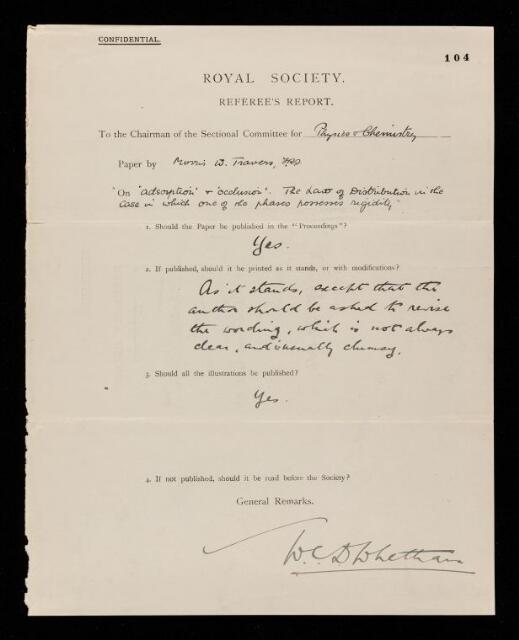 CONFIDENTIAL.
104
ROYAL SOCIETY.
REFEREE'S REPORT.
To the Chairman of the Sectional Committee for Physics & Chemistry
Paper by Morris W. Travers, FRS.
"On 'adsorption' & 'occlusion'. The Law of Distribution in the
case in which one of the phases possesses rigidity"
1. Should the Paper be published in the "Proceedings"?
Yes.
2. If published, should it be printed as it stands, or with modifications?
As it stands, except that the
author should be asked to revise
the wording, which is not always
clear, and usually clumsy.
3. Should all the illustrations be published?
Yes.
4. If not published, should it be read before the Society?
General Remarks.
W.C.D. Whetham